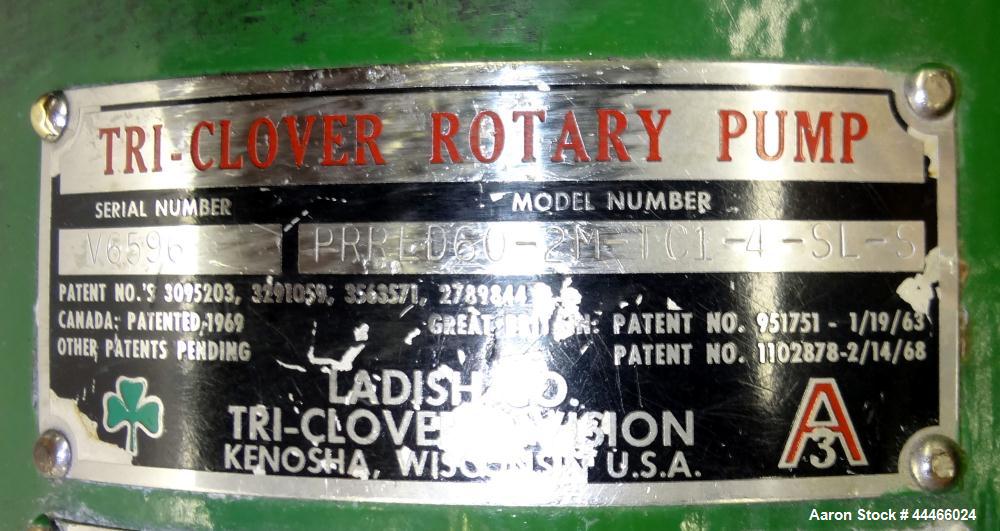 TRI-CLOVER ROTARY PUMP
SERIAL NUMBER MODEL NUMBER
V6596 PRRLD60-2M-TC1-4-SL-S
PATENT NO.'S 3095203, 3291059, 3563571,
CANADA: PATENTED-1969 GREAT BRITAIN: PATENT NO. 951751 - 1/19/63
OTHER PATENTS PENDING PATENT NO. 1102878-2/14/68
LADISH CO.
TRI-CLOVER DIVISION
KENOSHA, WISCONSIN U.S.A.
A
3
Aaron Stock # 44466024